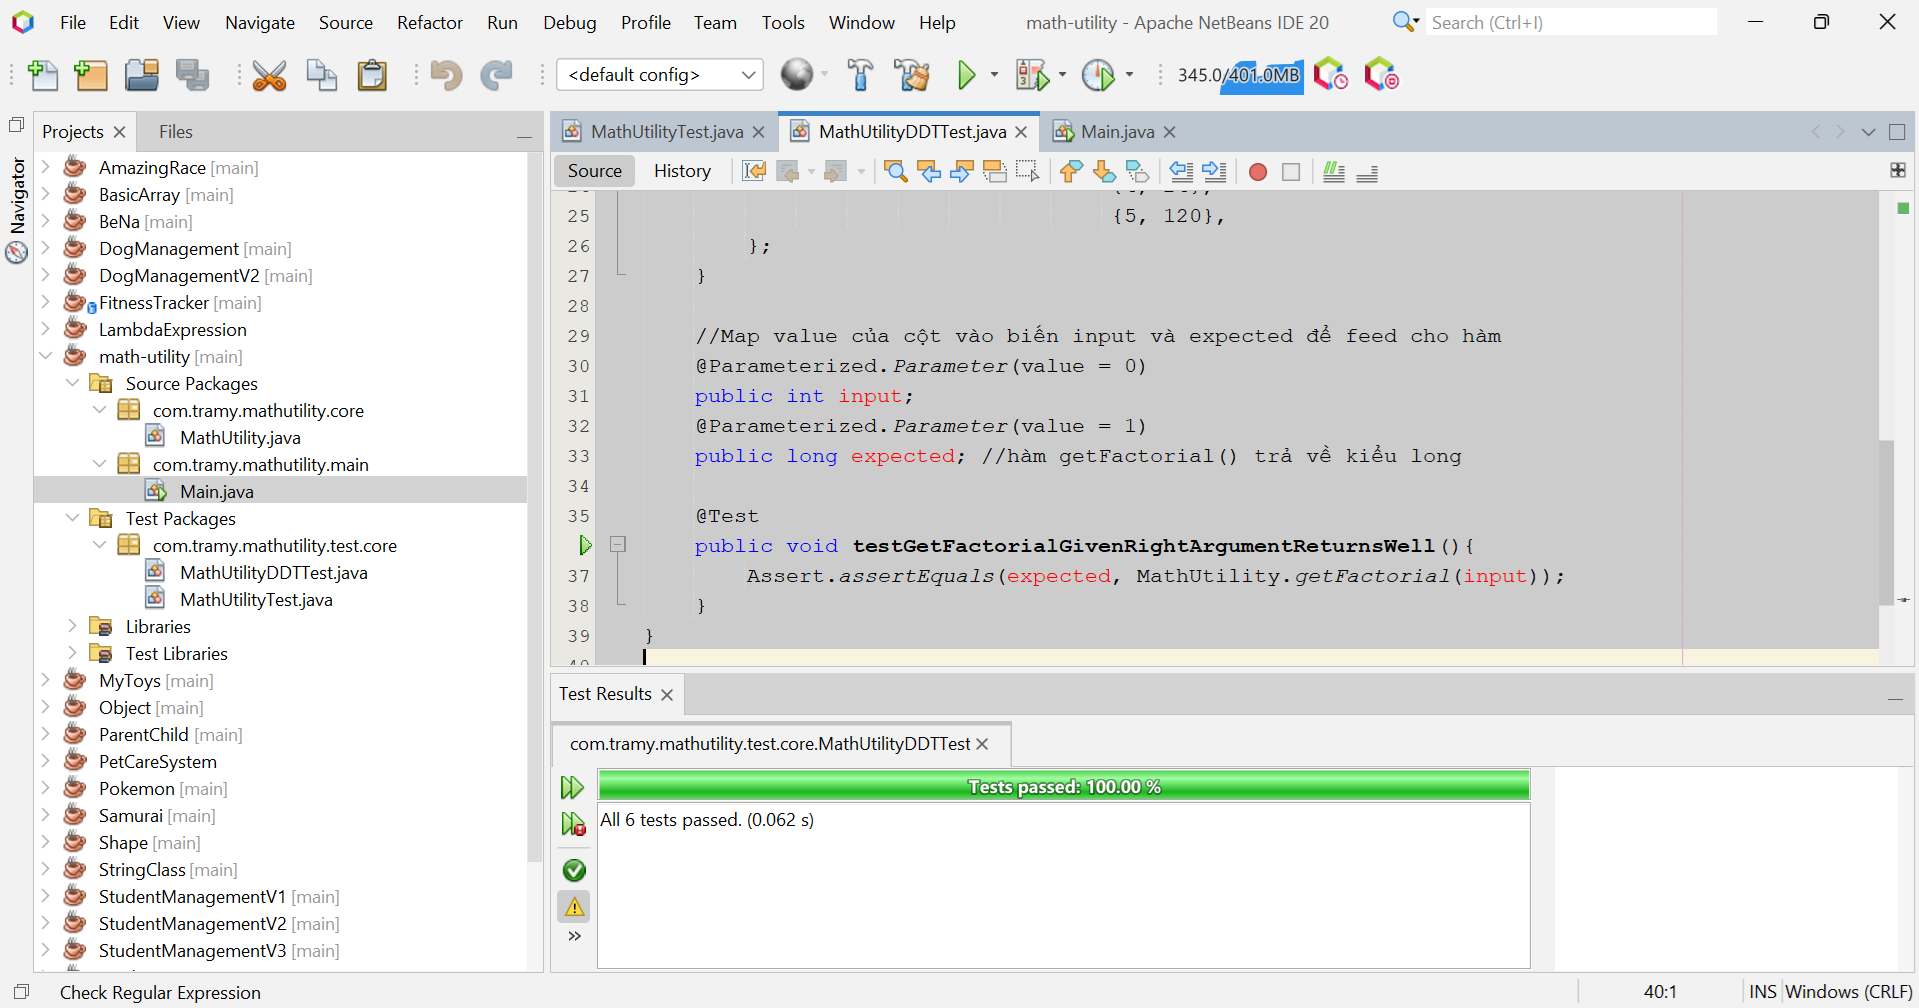 File Edit View Navigate Source Refactor Run Debug Profile Team Tools Window Help
math-utility - Apache NetBeans IDE 20
Search (Ctrl+I)
<default config>
345.0/401.0MB
Navigator
Projects
Files
AmazingRace [main]
BasicArray [main]
BeNa [main]
DogManagement [main]
DogManagementV2 [main]
FitnessTracker [main]
LambdaExpression
math-utility [main]
Source Packages
com.tramy.mathutility.core
MathUtility.java
com.tramy.mathutility.main
Main.java
Test Packages
com.tramy.mathutility.test.core
MathUtilityDDTTest.java
MathUtilityTest.java
Libraries
Test Libraries
MyToys [main]
Object [main]
ParentChild [main]
PetCareSystem
Pokemon [main]
Samurai [main]
Shape [main]
StringClass [main]
StudentManagementV1 [main]
StudentManagementV2 [main]
StudentManagementV3 [main]
MathUtilityTest.java
MathUtilityDDTTest.java
Main.java
Source History
25 {5, 120},
26 };
27 }
28
29 //Map value của cột vào biến input và expected để feed cho hàm
30 @Parameterized.Parameter(value = 0)
31 public int input;
32 @Parameterized.Parameter(value = 1)
33 public long expected; //hàm getFactorial() trả về kiểu long
34
35 @Test
public void testGetFactorialGivenRightArgumentReturnsWell(){
37 Assert.assertEquals(expected, MathUtility.getFactorial(input));
38 }
39 }
Test Results
com.tramy.mathutility.test.core.MathUtilityDDTTest
Tests passed: 100.00 %
All 6 tests passed. (0.062 s)
Check Regular Expression
40:1
INS
Windows (CRLF)